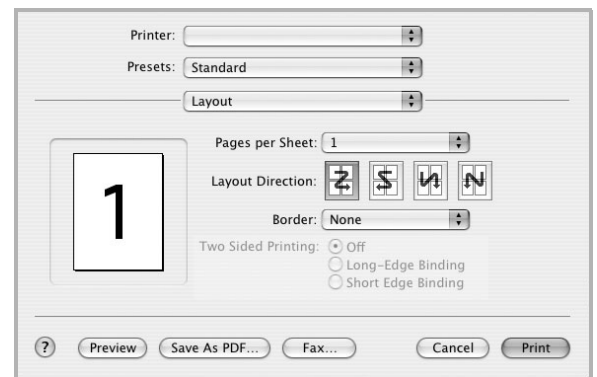 Printer:
Presets: Standard
Layout
Pages per Sheet: 1
1
Layout Direction:
Border: None
Two Sided Printing: Off
Long-Edge Binding
Short Edge Binding
? Preview Save As PDF... Fax... Cancel Print